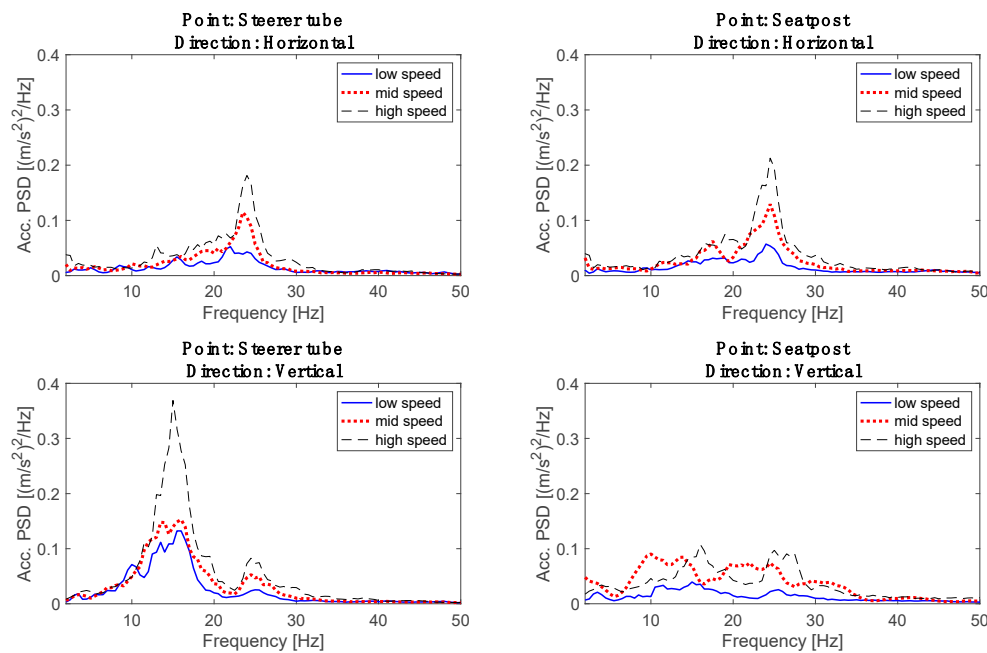 Point: Steerer tube
Direction: Horizontal
Acc. PSD [(m/s²)²/Hz]
0.4
0.3
0.2
0.1
0
low speed
mid speed
high speed
10 20 30 40 50
Frequency [Hz]
Point: Seatpost
Direction: Horizontal
Acc. PSD [(m/s²)²/Hz]
0.4
0.3
0.2
0.1
0
low speed
mid speed
high speed
10 20 30 40 50
Frequency [Hz]
Point: Steerer tube
Direction: Vertical
Acc. PSD [(m/s²)²/Hz]
0.4
0.3
0.2
0.1
0
low speed
mid speed
high speed
10 20 30 40 50
Frequency [Hz]
Point: Seatpost
Direction: Vertical
Acc. PSD [(m/s²)²/Hz]
0.4
0.3
0.2
0.1
0
low speed
mid speed
high speed
10 20 30 40 50
Frequency [Hz]